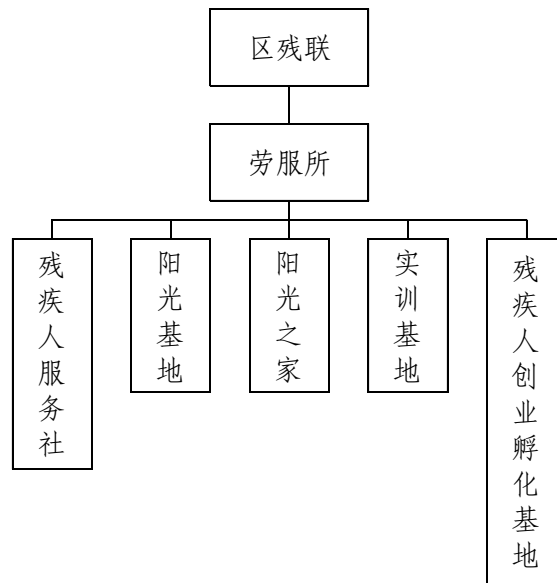 区残联
劳服所
残疾人服务社
阳光基地
阳光之家
实训基地
残疾人创业孵化基地